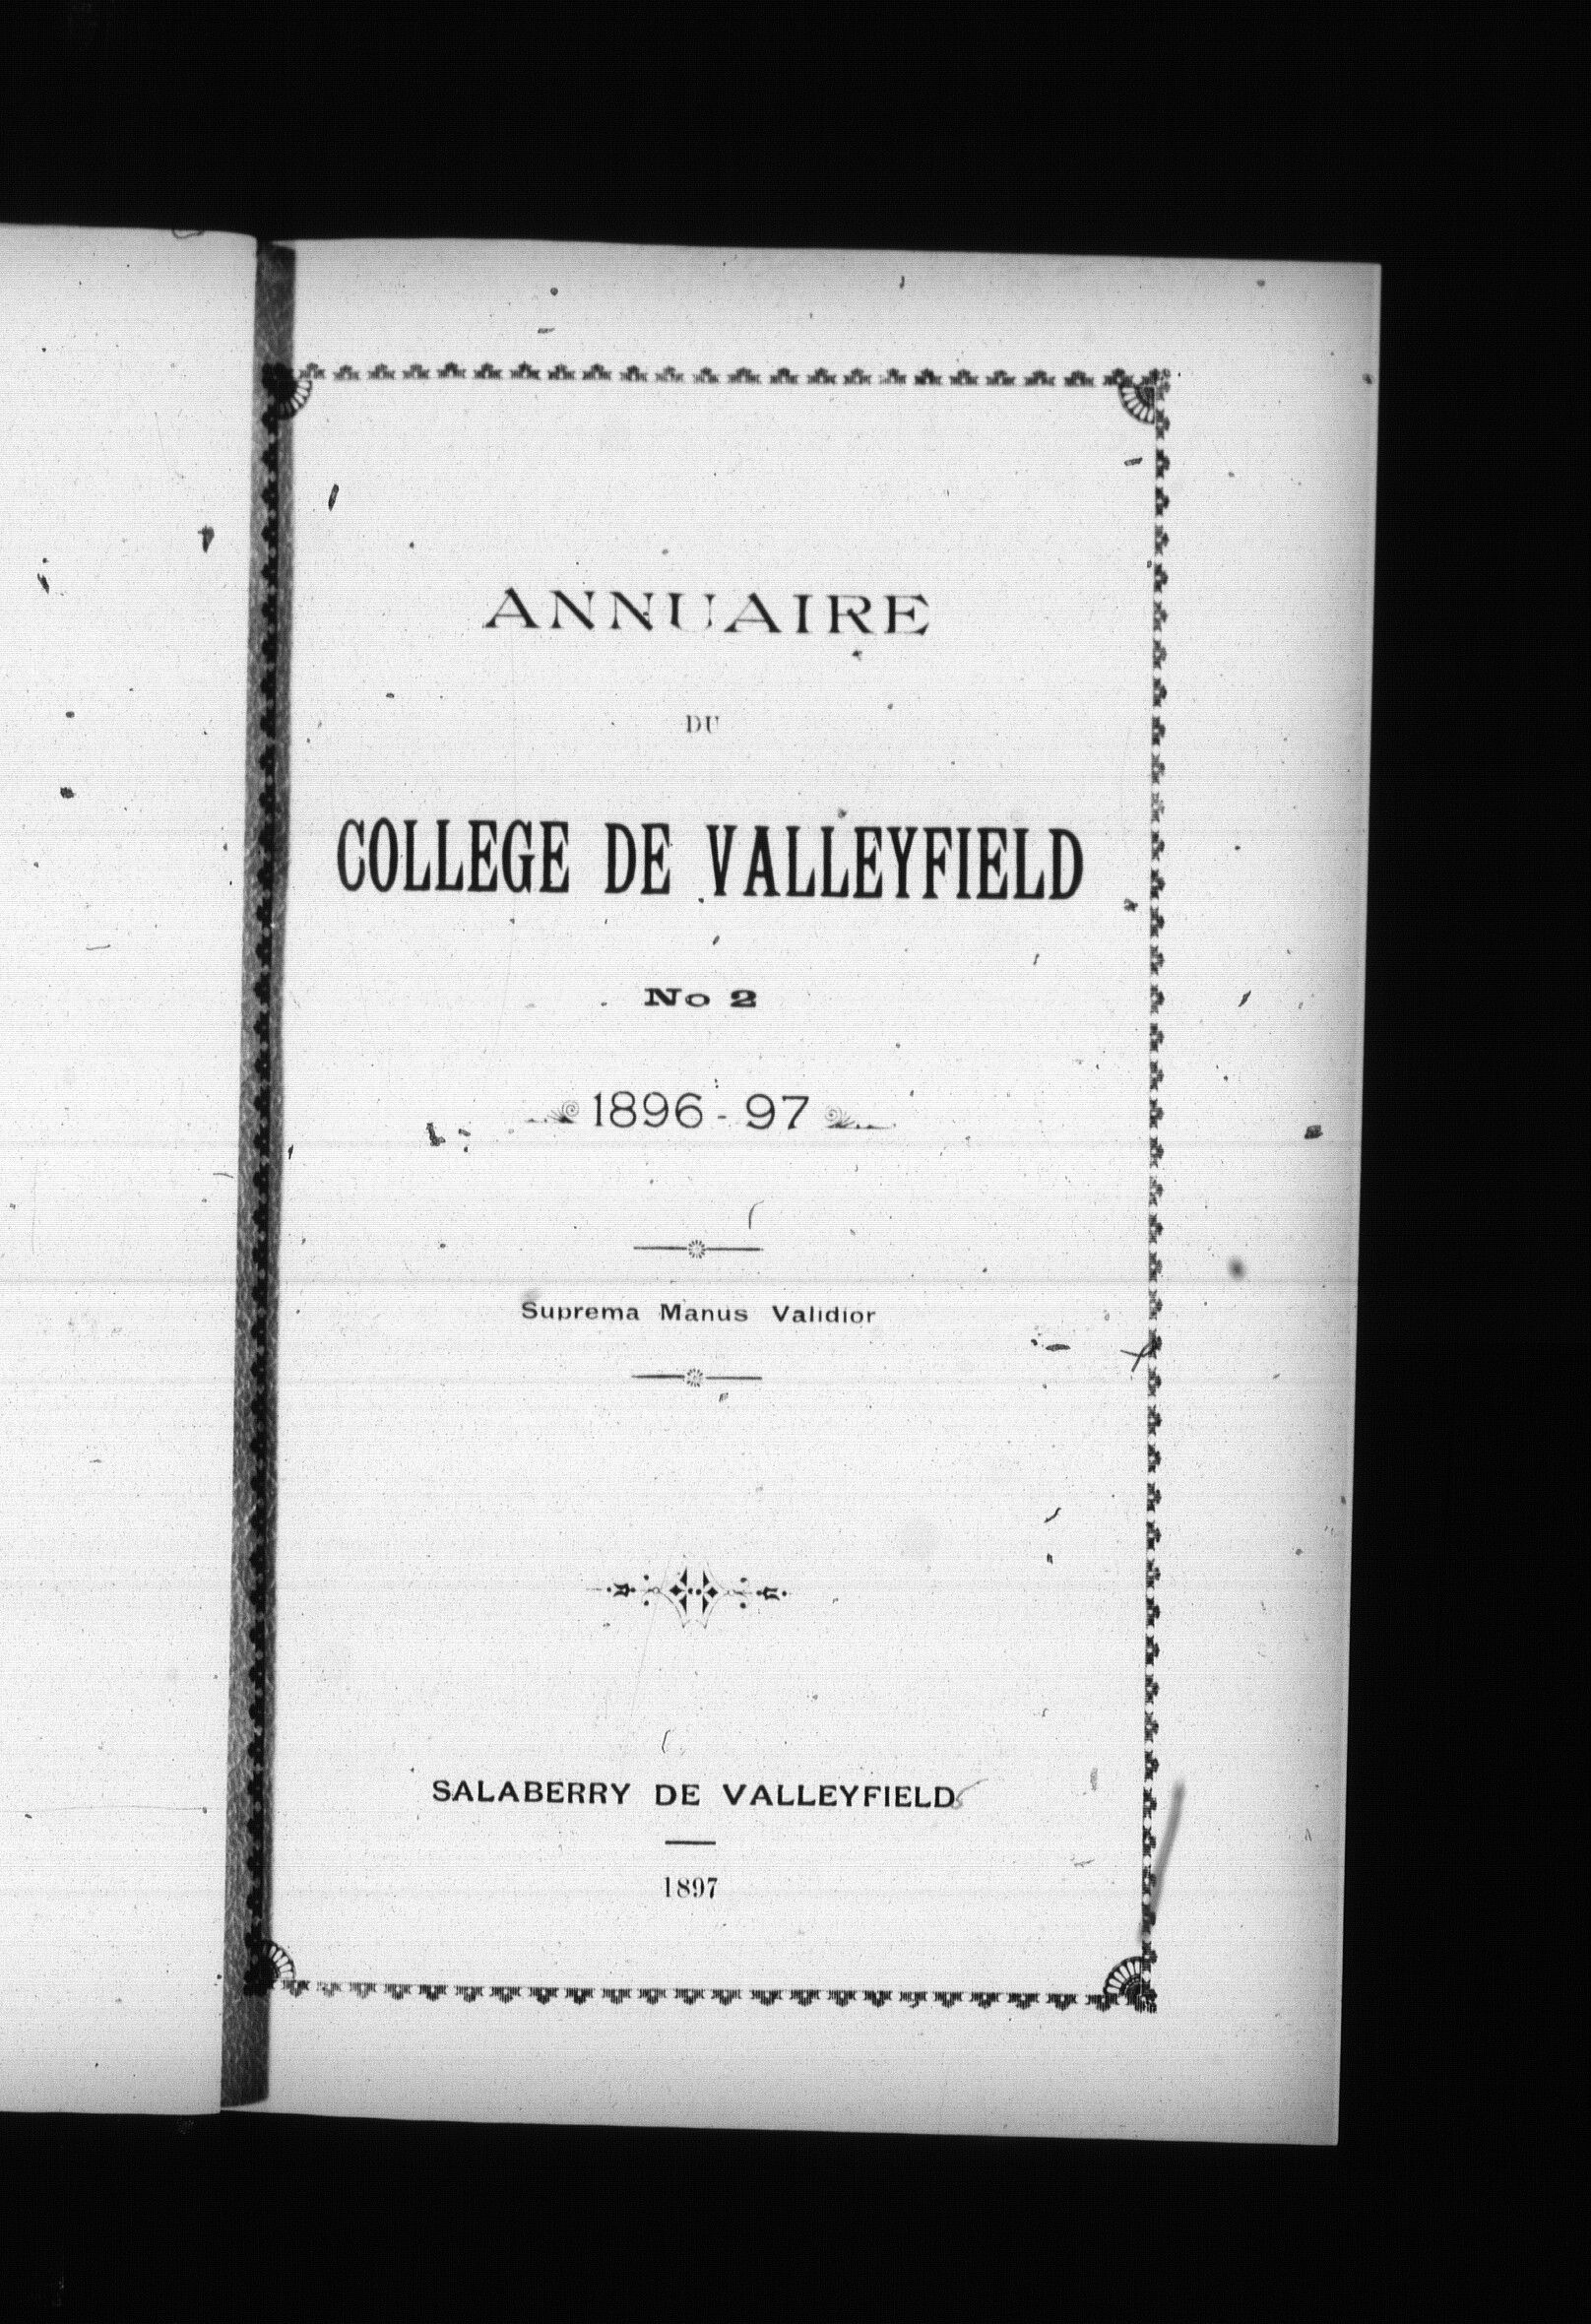 ANNUAIRE
DU
COLLEGE DE VALLEYFIELD
No 2
1896-97
Suprema Manus Validior
SALABERRY DE VALLEYFIELD
1897